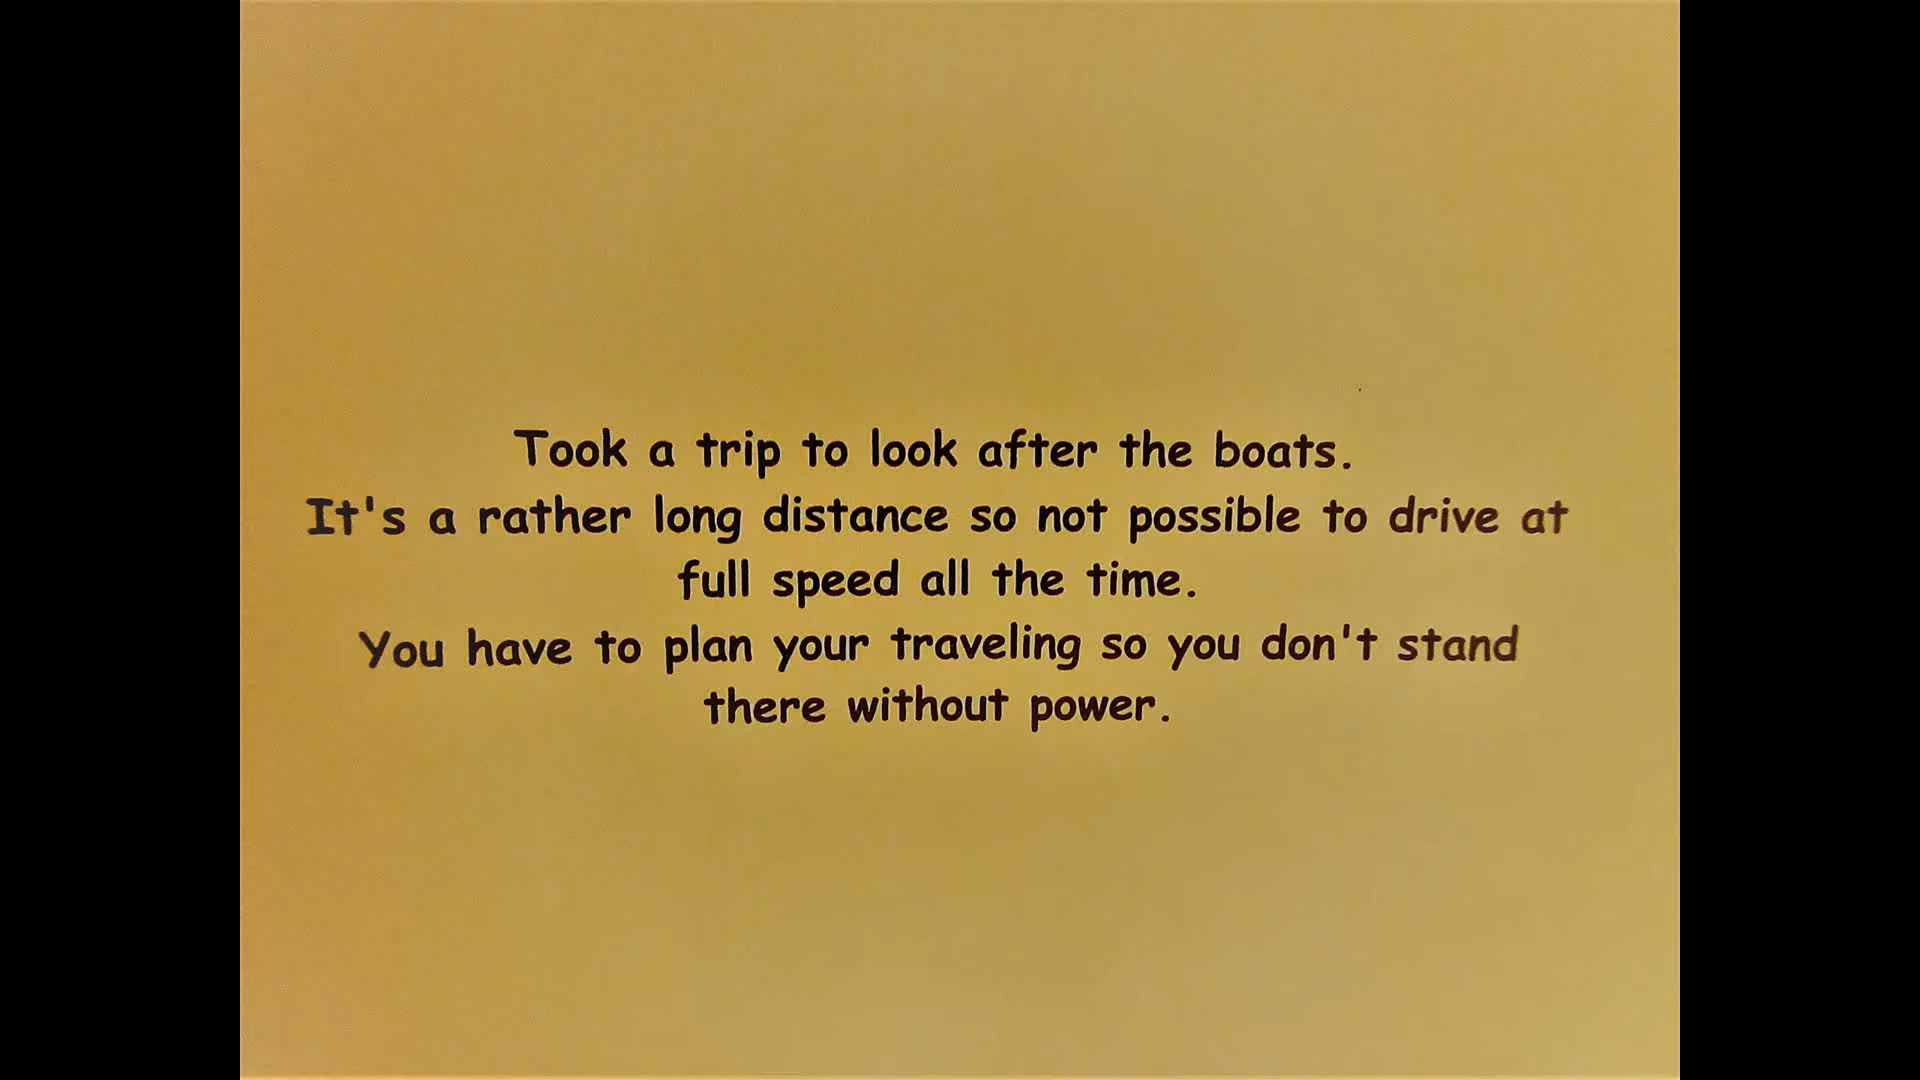 Took a trip to look after the boats.
It's a rather long distance so not possible to drive at
full speed all the time.
You have to plan your traveling so you don't stand
there without power.